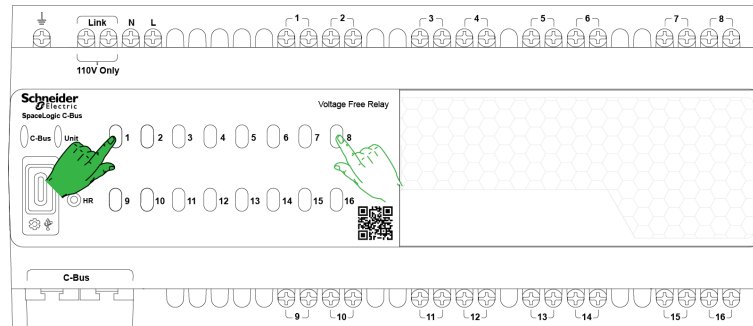 Link N L 1 2 3 4 5 6 7 8
110V Only
Schneider
Electric
SpaceLogic C-Bus
Voltage Free Relay
C-Bus Unit 1 2 3 4 5 6 7 8
HR 9 10 11 12 13 14 15 16
C-Bus
9 10 11 12 13 14 15 16